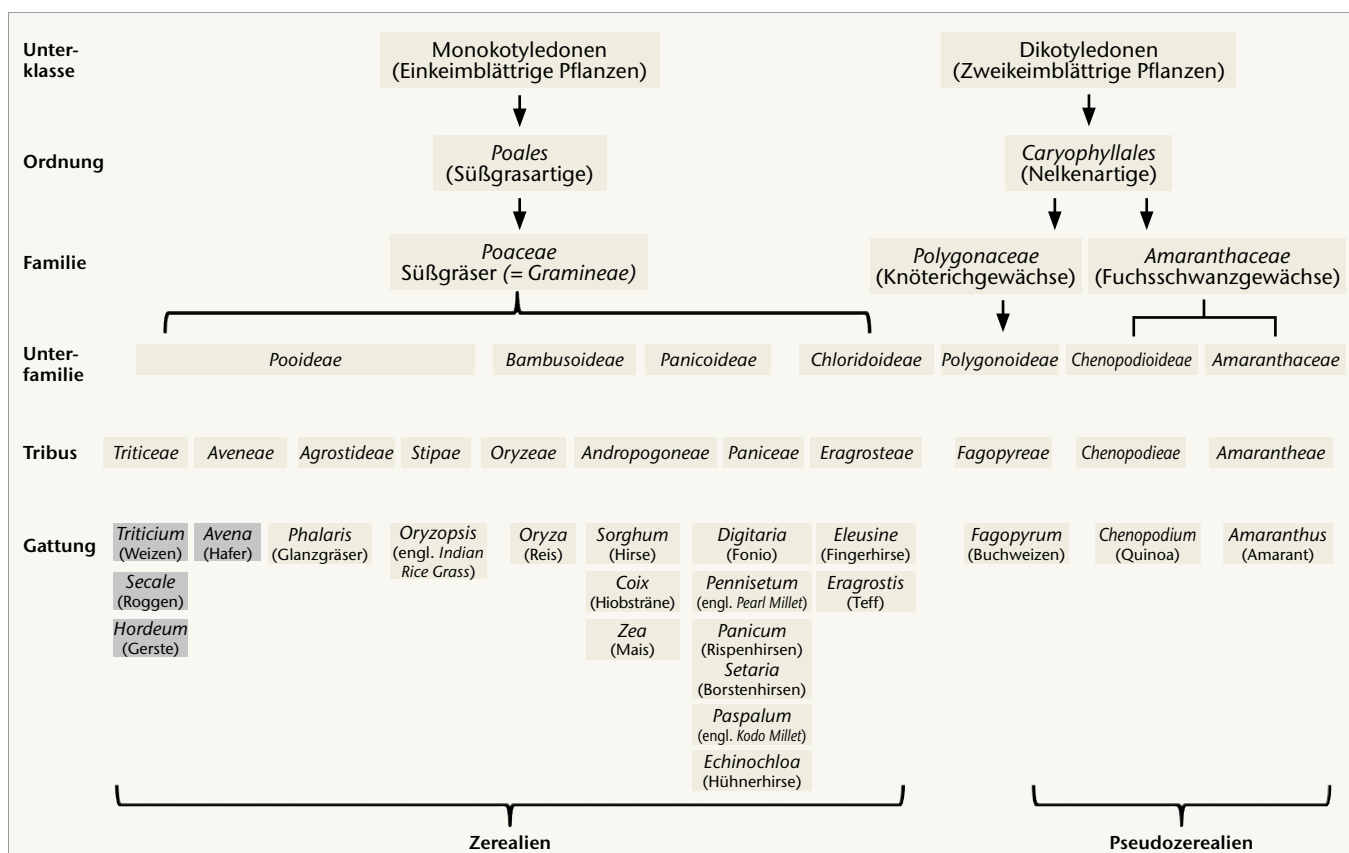 Unter-
klasse
Monokotyledonen
(Einkeimblättrige Pflanzen)
Dikotyledonen
(Zweikeimblättrige Pflanzen)
Ordnung
Poales
(Süßgrasartige)
Caryophyllales
(Nelkenartige)
Familie
Poaceae
Süßgräser (= Gramineae)
Polygonaceae
(Knöterichgewächse)
Amaranthaceae
(Fuchsschwanzgewächse)
Unter-
familie
Pooideae
Bambusoideae
Panicoideae
Chloridoideae
Polygonoideae
Chenopodioideae
Amaranthaceae
Tribus
Triticeae
Aveneae
Agrostideae
Stipae
Oryzeae
Andropogoneae
Paniceae
Eragrosteae
Fagopyreae
Chenopodieae
Amarantheae
Gattung
Triticium
(Weizen)
Secale
(Roggen)
Hordeum
(Gerste)
Avena
(Hafer)
Phalaris
(Glanzgräser)
Oryzopsis
(engl. Indian
Rice Grass)
Oryza
(Reis)
Sorghum
(Hirse)
Coix
(Hiobsträne)
Zea
(Mais)
Digitaria
(Fonio)
Pennisetum
(engl. Pearl Millet)
Panicum
(Rispenhirsen)
Setaria
(Borstenhirsen)
Paspalum
(engl. Kodo Millet)
Echinochloa
(Hühnerhirse)
Eleusine
(Fingerhirse)
Eragrostis
(Teff)
Fagopyrum
(Buchweizen)
Chenopodium
(Quinoa)
Amaranthus
(Amarant)
Zerealien
Pseudozerealien